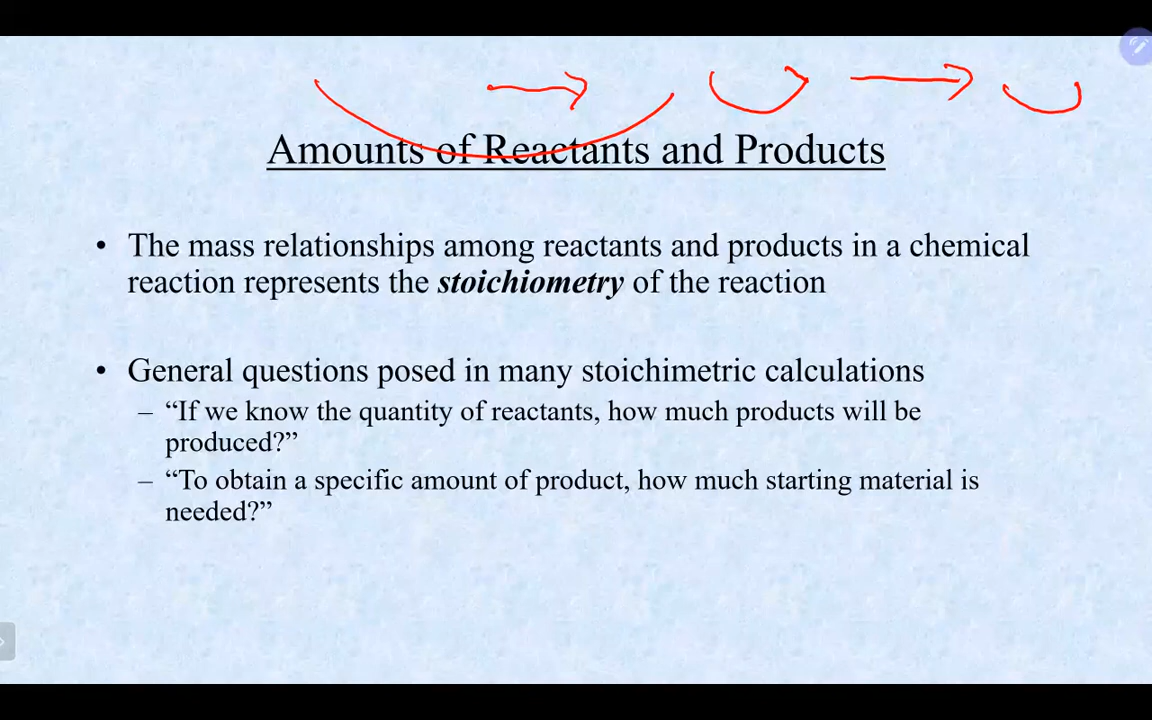 Amounts of Reactants and Products
• The mass relationships among reactants and products in a chemical
reaction represents the stoichiometry of the reaction
• General questions posed in many stoichimetric calculations
– “If we know the quantity of reactants, how much products will be
produced?”
– “To obtain a specific amount of product, how much starting material is
needed?”